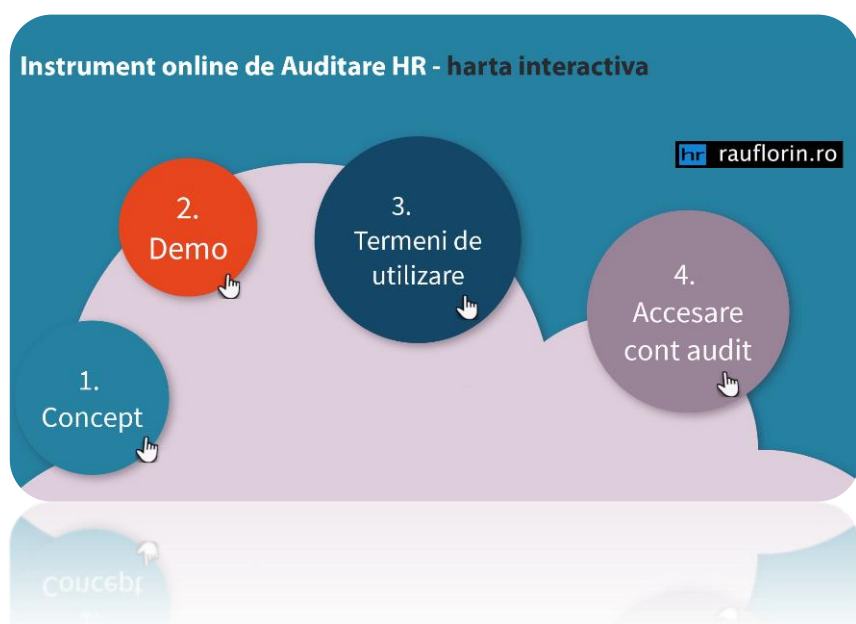 Instrument online de Auditare HR - harta interactiva
hr rauflorin.ro
2.
Demo
3.
Termeni de
utilizare
4.
Accesare
cont audit
1.
Concept
Concept